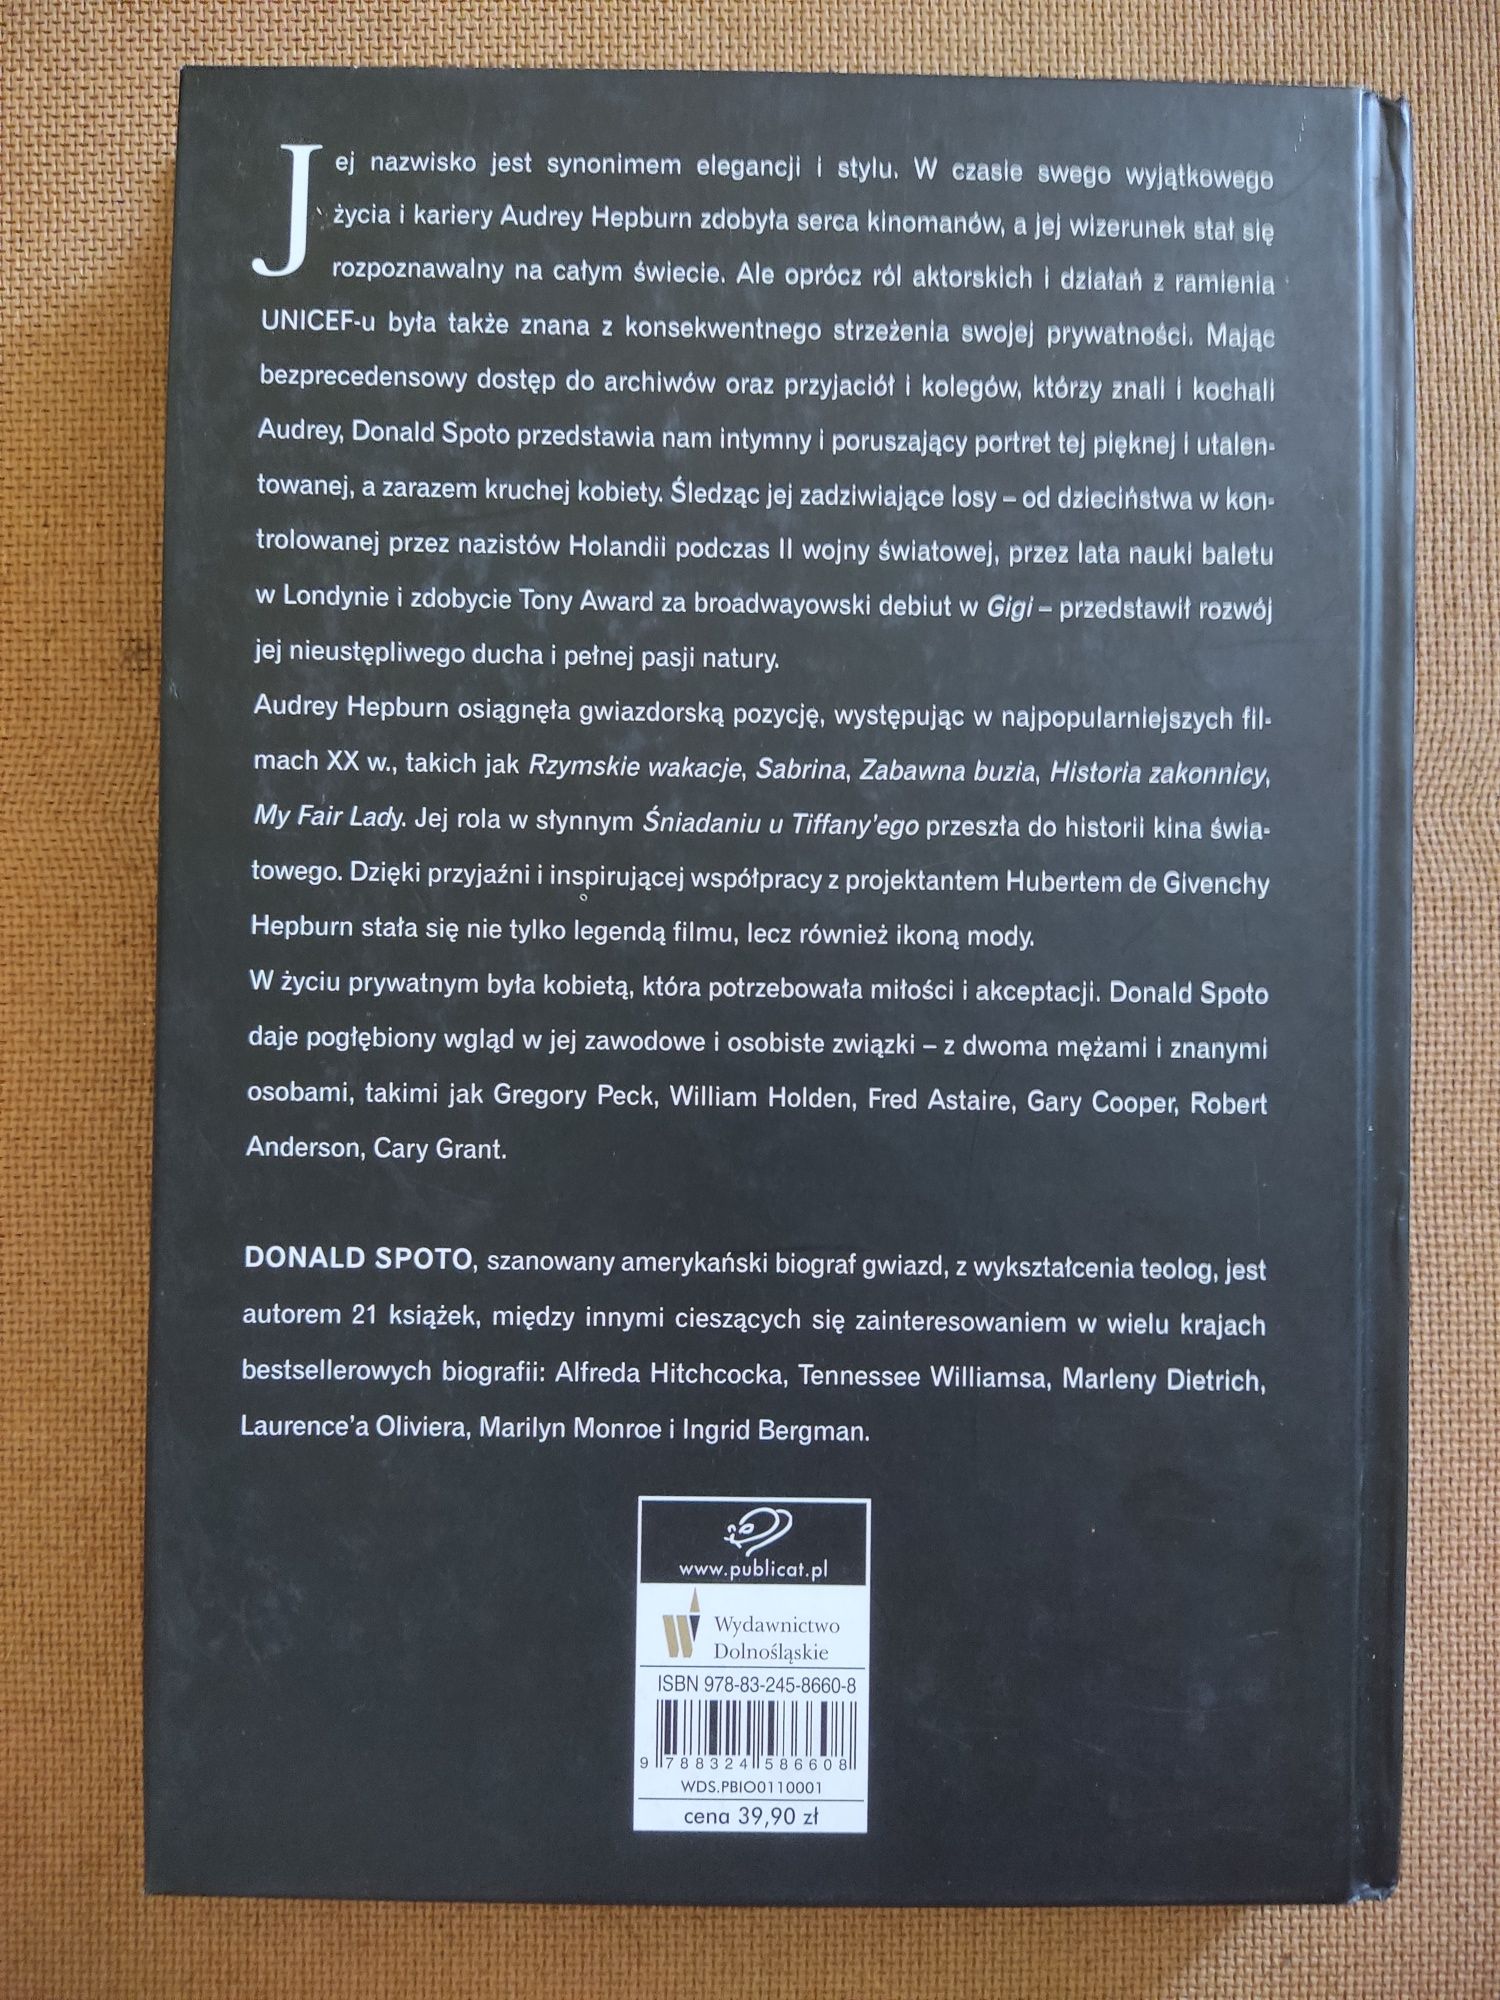 Jej nazwisko jest synonimem elegancji i stylu. W czasie swego wyjątkowego
życia i kariery Audrey Hepburn zdobyła serca kinomanów, a jej wizerunek stał się
rozpoznawalny na całym świecie. Ale oprócz ról aktorskich i działań z ramienia
UNICEF-u była także znana z konsekwentnego strzeżenia swojej prywatności. Mając
bezprecedensowy dostęp do archiwów oraz przyjaciół i kolegów, którzy znali i kochali
Audrey, Donald Spoto przedstawia nam intymny i poruszający portret tej pięknej i utalen-
towanej, a zarazem kruchej kobiety. Śledząc jej zadziwiające losy – od dzieciństwa w kon-
trolowanej przez nazistów Holandii podczas II wojny światowej, przez lata nauki baletu
w Londynie i zdobycie Tony Award za broadwayowski debiut w Gigi – przedstawił rozwój
jej nieustępliwego ducha i pełnej pasji natury.
Audrey Hepburn osiągnęła gwiazdorską pozycję, występując w najpopularniejszych fil-
mach XX w., takich jak Rzymskie wakacje, Sabrina, Zabawna buzia, Historia zakonnicy,
My Fair Lady. Jej rola w słynnym Śniadaniu u Tiffany'ego przeszła do historii kina świa-
towego. Dzięki przyjaźni i inspirującej współpracy z projektantem Hubertem de Givenchy
Hepburn stała się nie tylko legendą filmu, lecz również ikoną mody.
W życiu prywatnym była kobietą, która potrzebowała miłości i akceptacji. Donald Spoto
daje pogłębiony wgląd w jej zawodowe i osobiste związki – z dwoma mężami i znanymi
osobami, takimi jak Gregory Peck, William Holden, Fred Astaire, Gary Cooper, Robert
Anderson, Cary Grant.
DONALD SPOTO, szanowany amerykański biograf gwiazd, z wykształcenia teolog, jest
autorem 21 książek, między innymi cieszących się zainteresowaniem w wielu krajach
bestsellerowych biografii: Alfreda Hitchcocka, Tennessee Williamsa, Marleny Dietrich,
Laurence'a Oliviera, Marilyn Monroe i Ingrid Bergman.
www.publicat.pl
Wydawnictwo
Dolnośląskie
ISBN 978-83-245-8660-8
9 788324 586608
WDS.PBIO0110001
cena 39,90 zł